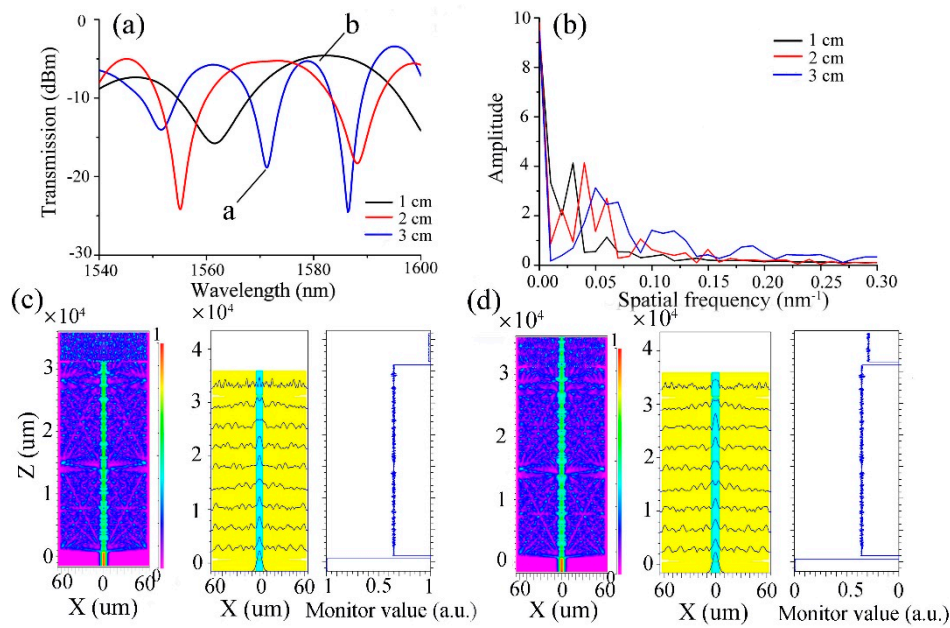 (a)
b
0
-10
-20
-30
Transmission (dBm)
a
1 cm
2 cm
3 cm
1540
1560
1580
1600
Wavelength (nm)
(b)
1 cm
2 cm
3 cm
10
8
6
4
2
0
Amplitude
0.00
0.05
0.10
0.15
0.20
0.25
0.30
Spatial frequency (nm⁻¹)
(c)
×10⁴
3
2
1
0
Z (um)
1
0
60
0
60
X (um)
×10⁴
4
3
2
1
0
60
0
60
X (um)
0
0.5
1
Monitor value (a.u.)
(d)
×10⁴
3
2
1
0
1
0
60
0
60
X (um)
×10⁴
4
3
2
1
0
60
0
60
X (um)
0
0.5
0
Monitor value (a.u.)